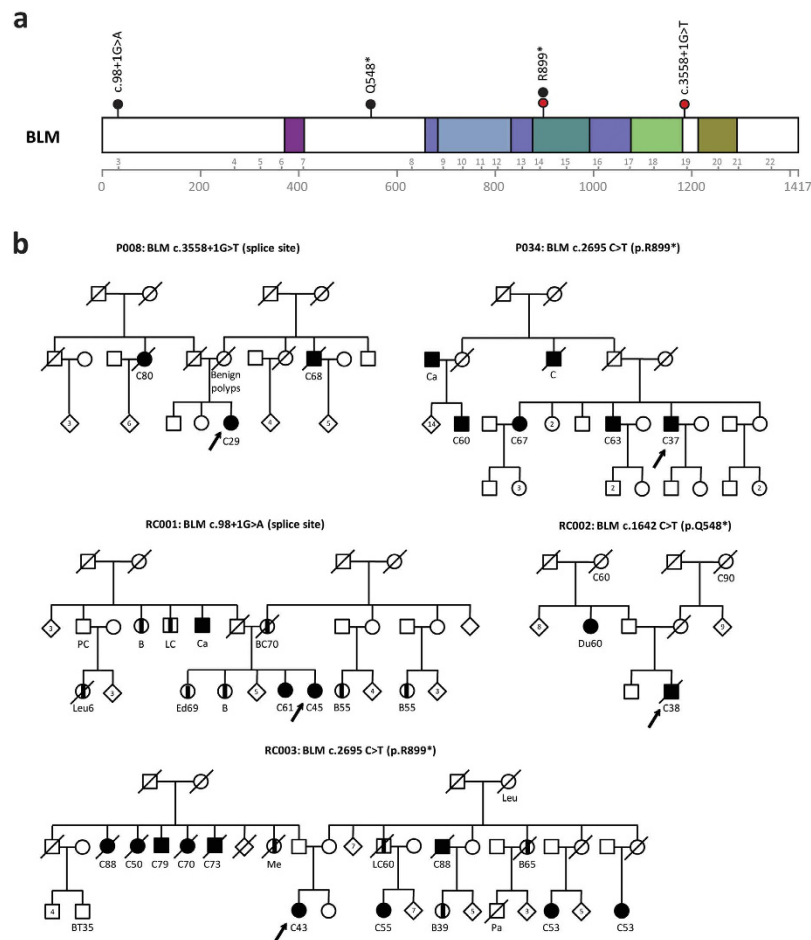 a
c.98+1G>A
Q548*
R899*
c.3558+1G>T
BLM
3 4 5 6 7 8 9 10 11 12 13 14 15 16 17 18 19 20 21 22
0 200 400 600 800 1000 1200 1417
b
P008: BLM c.3558+1G>T (splice site)
C80
Benign
polyps
C68
3 6 4 5
C29
P034: BLM c.2695 C>T (p.R899*)
Ca C
14 2
C60 C67 C63 C37
3 2 2
RC001: BLM c.98+1G>A (splice site)
3
PC B LC Ca BC70
3 5 4 3
Leu6 Ed69 B C61 C45 B55 B55
RC002: BLM c.1642 C>T (p.Q548*)
C60 C90
8 9
Du60
C38
RC003: BLM c.2695 C>T (p.R899*)
Leu
7
C88 C50 C79 C70 C73 Me LC60 C88 B65
4 7 5 3 5
BT35 C43 C55 B39 Pa C53 C53